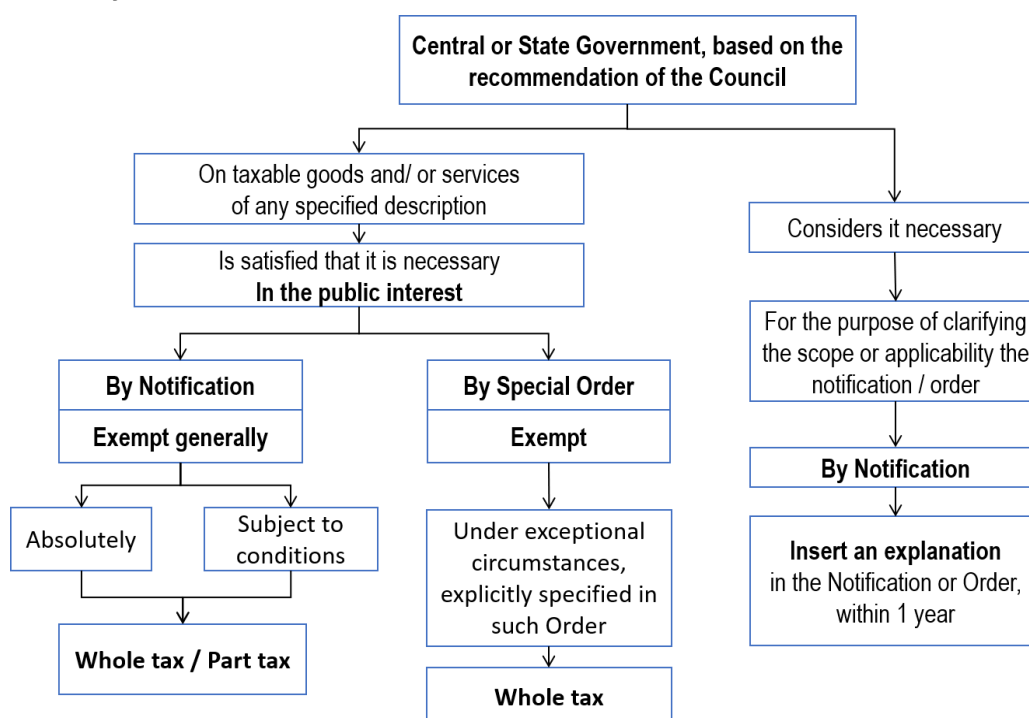 Central or State Government, based on the
recommendation of the Council
On taxable goods and/ or services
of any specified description
Is satisfied that it is necessary
In the public interest
By Notification
Exempt generally
Absolutely
Subject to
conditions
Whole tax / Part tax
By Special Order
Exempt
Under exceptional
circumstances,
explicitly specified in
such Order
Whole tax
Considers it necessary
For the purpose of clarifying
the scope or applicability the
notification / order
By Notification
Insert an explanation
in the Notification or Order,
within 1 year